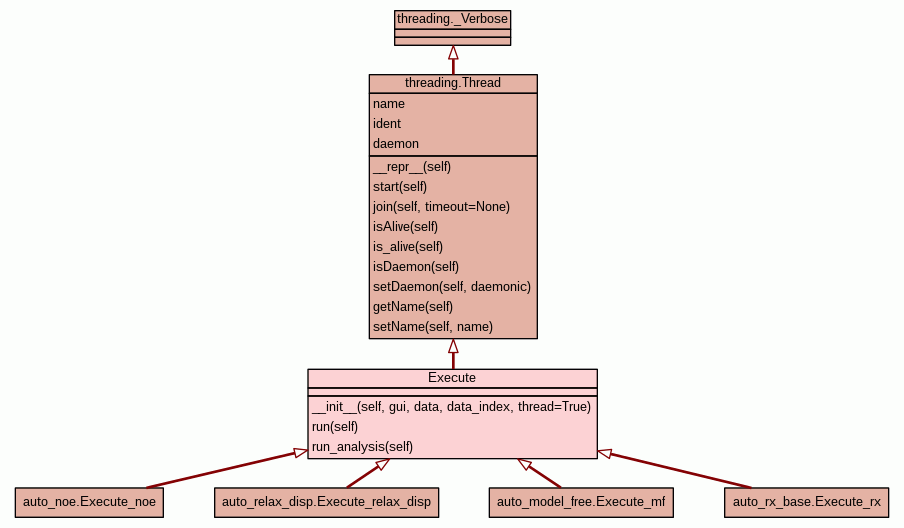 threading._Verbose
threading.Thread
name
ident
daemon
__repr__(self)
start(self)
join(self, timeout=None)
isAlive(self)
is_alive(self)
isDaemon(self)
setDaemon(self, daemonic)
getName(self)
setName(self, name)
Execute
__init__(self, gui, data, data_index, thread=True)
run(self)
run_analysis(self)
auto_noe.Execute_noe
auto_relax_disp.Execute_relax_disp
auto_model_free.Execute_mf
auto_rx_base.Execute_rx